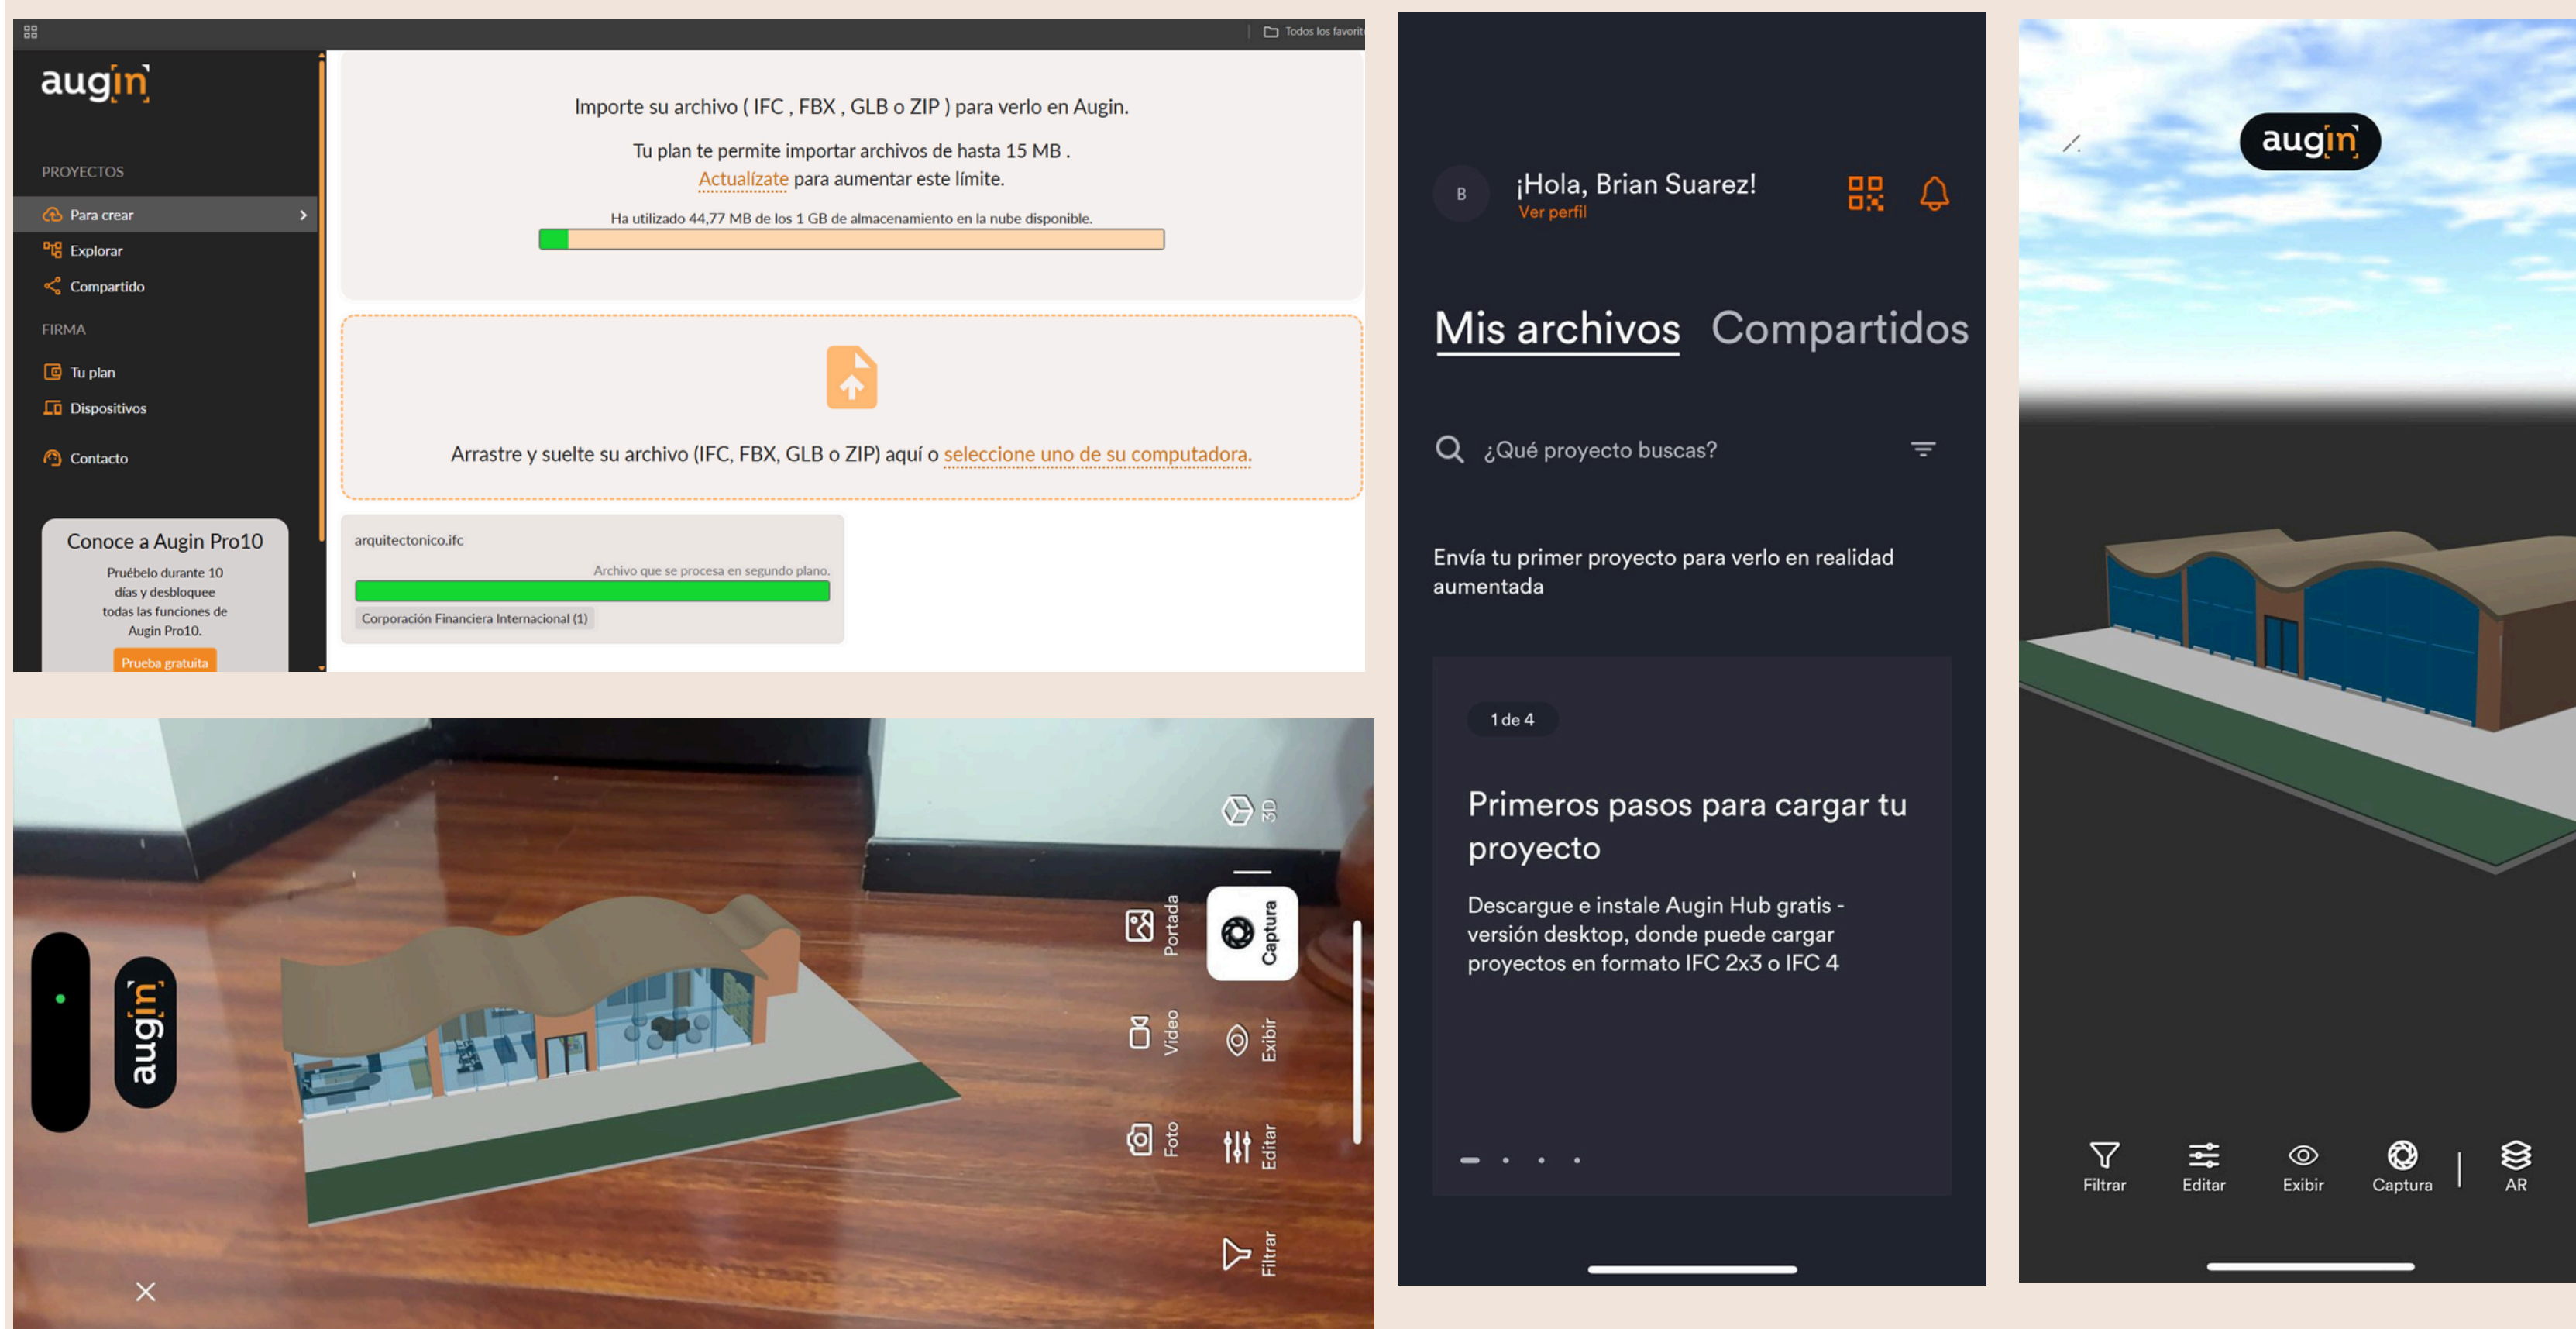 Todos los favorit
augin
PROYECTOS
Para crear
Explorar
Compartido
FIRMA
Tu plan
Dispositivos
Contacto
Conoce a Augin Pro10
Pruébelo durante 10
días y desbloquee
todas las funciones de
Augin Pro10.
Prueba gratuita
Importe su archivo ( IFC , FBX , GLB o ZIP ) para verlo en Augin.
Tu plan te permite importar archivos de hasta 15 MB .
Actualízate para aumentar este límite.
Ha utilizado 44,77 MB de los 1 GB de almacenamiento en la nube disponible.
Arrastre y suelte su archivo (IFC, FBX, GLB o ZIP) aquí o seleccione uno de su computadora.
arquitectonico.ifc
Archivo que se procesa en segundo plano.
Corporación Financiera Internacional (1)
augin
Foto
Video
Portada
Filtrar
Editar
Exibir
Captura
3D
B
¡Hola, Brian Suarez!
Ver perfil
Mis archivos Compartidos
¿Qué proyecto buscas?
Envía tu primer proyecto para verlo en realidad
aumentada
1 de 4
Primeros pasos para cargar tu
proyecto
Descargue e instale Augin Hub gratis -
versión desktop, donde puede cargar
proyectos en formato IFC 2x3 o IFC 4
augin
Filtrar
Editar
Exibir
Captura
AR